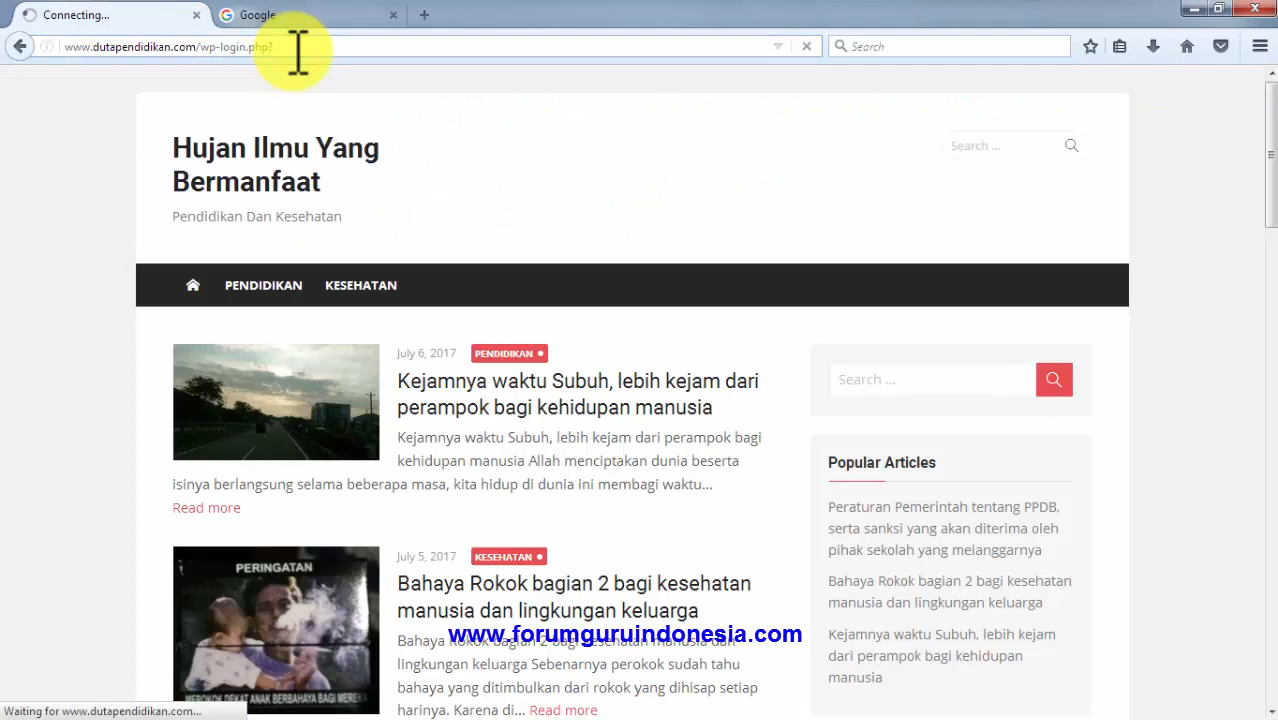 Connecting...
Google
www.dutapendidikan.com/wp-login.php?
Search
Hujan Ilmu Yang
Bermanfaat
Pendidikan Dan Kesehatan
Search ...
PENDIDIKAN
KESEHATAN
July 6, 2017
PENDIDIKAN
Kejamnya waktu Subuh, lebih kejam dari
perampok bagi kehidupan manusia
Kejamnya waktu Subuh, lebih kejam dari perampok bagi
kehidupan manusia Allah menciptakan dunia beserta
isinya berlangsung selama beberapa masa, kita hidup di dunia ini membagi waktu...
Read more
PERINGATAN
MEROKOK DEKAT ANAK BERBAHAYA BAGI MEREKA
July 5, 2017
KESEHATAN
Bahaya Rokok bagian 2 bagi kesehatan
manusia dan lingkungan keluarga
www.forumguruindonesia.com
Bahaya Rokok bagian 2 bagi kesehatan manusia dan
lingkungan keluarga Sebenarnya perokok sudah tahu
bahaya yang ditimbulkan dari rokok yang dihisap setiap
harinya. Karena di... Read more
Search ...
Popular Articles
Peraturan Pemerintah tentang PPDB,
serta sanksi yang akan diterima oleh
pihak sekolah yang melanggarnya
Bahaya Rokok bagian 2 bagi kesehatan
manusia dan lingkungan keluarga
Kejamnya waktu Subuh, lebih kejam
dari perampok bagi kehidupan
manusia
Waiting for www.dutapendidikan.com...